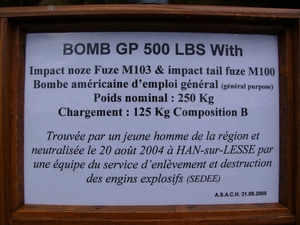 BOMB GP 500 LBS With
Impact noze Fuze M103 & impact tail fuze M100
Bombe américaine d'emploi général (général purpose)
Poids nominal : 250 Kg
Chargement : 125 Kg Composition B
Trouvée par un jeune homme de la région et
neutralisée le 20 août 2004 à HAN-sur-LESSE par
une équipe du service d'enlèvement et destruction
des engins explosifs (SEDEE)
A.S.A.C.H. 31.08.2005